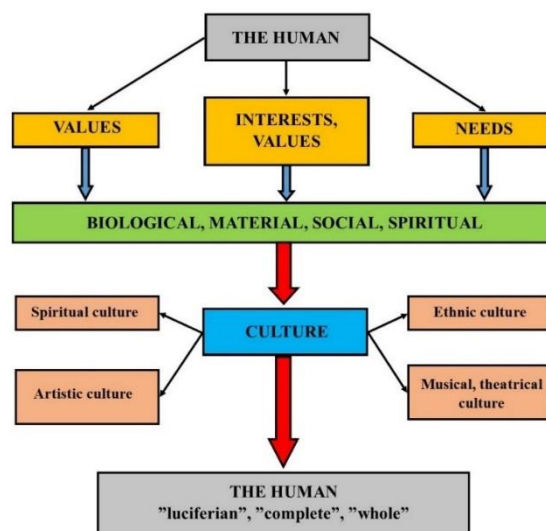 THE HUMAN
VALUES
INTERESTS,
VALUES
NEEDS
BIOLOGICAL, MATERIAL, SOCIAL, SPIRITUAL
Spiritual culture
CULTURE
Ethnic culture
Artistic culture
Musical, theatrical
culture
THE HUMAN
”luciferian”, ”complete”, ”whole”